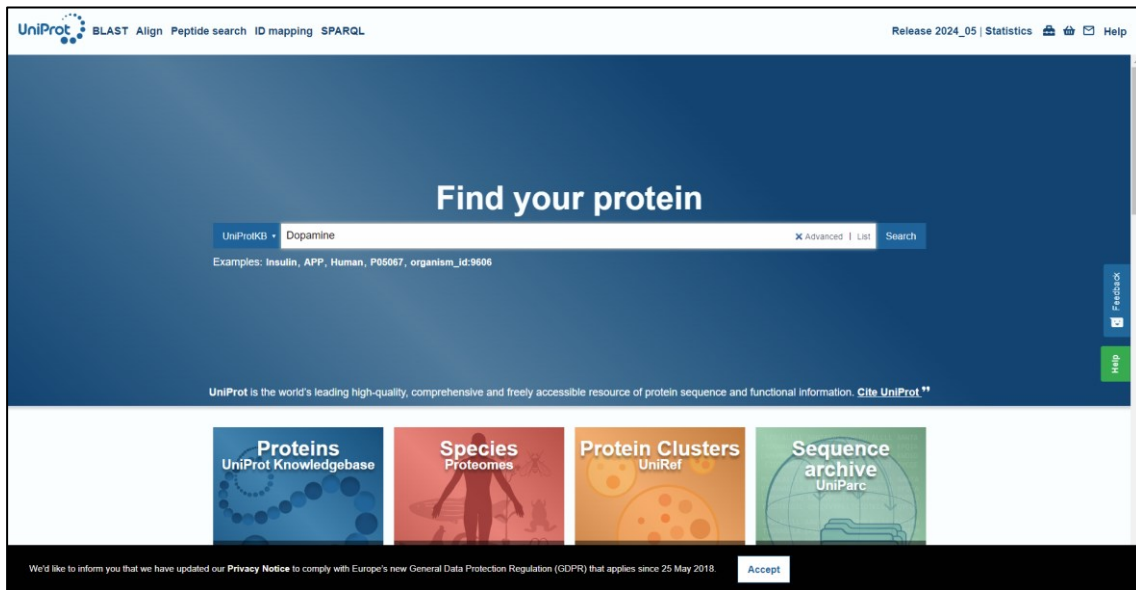 UniProt BLAST Align Peptide search ID mapping SPARQL
Release 2024_05 | Statistics Help
Find your protein
UniProtKB Dopamine Advanced | List Search
Examples: Insulin, APP, Human, P05067, organism_id:9606
Feedback
Help
UniProt is the world's leading high-quality, comprehensive and freely accessible resource of protein sequence and functional information. Cite UniProt
Proteins
UniProt Knowledgebase
Species
Proteomes
Protein Clusters
UniRef
Sequence
archive
UniParc
We'd like to inform you that we have updated our Privacy Notice to comply with Europe's new General Data Protection Regulation (GDPR) that applies since 25 May 2018. Accept